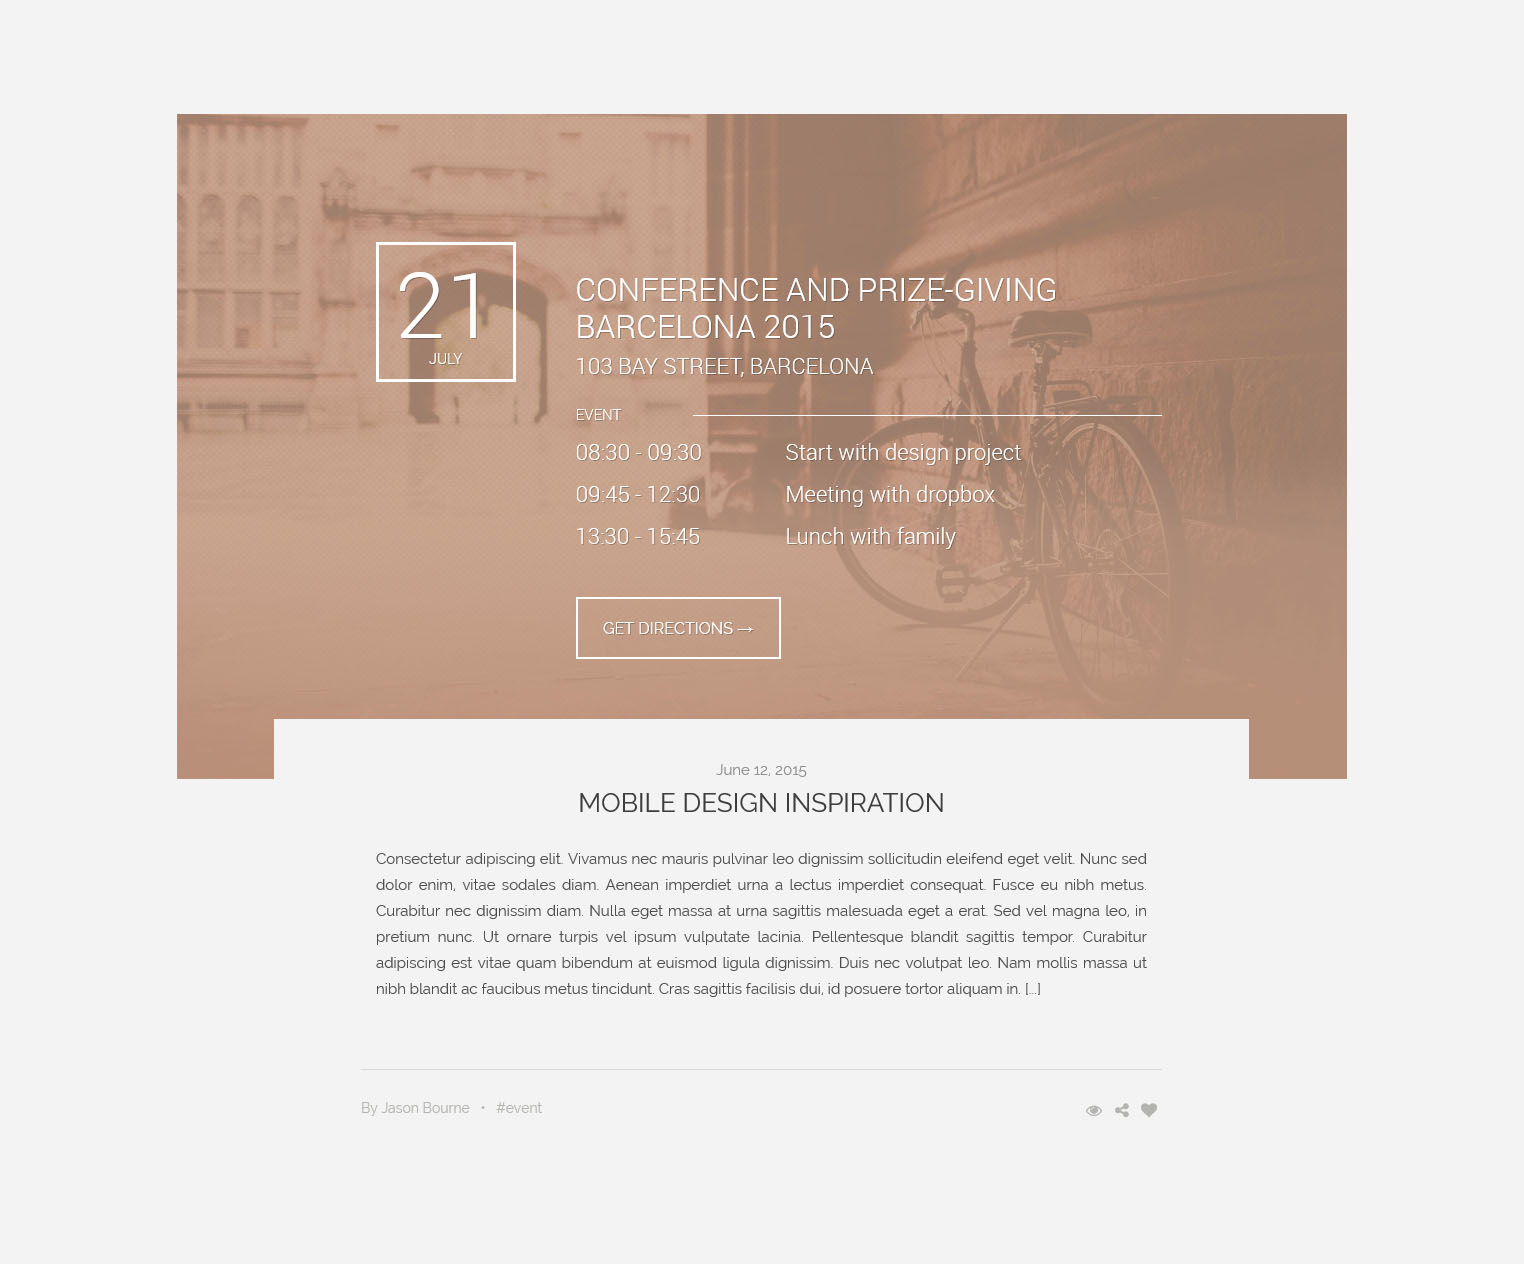 21
JULY
CONFERENCE AND PRIZE-GIVING
BARCELONA 2015
103 BAY STREET, BARCELONA
EVENT
08:30 - 09:30 Start with design project
09:45 - 12:30 Meeting with dropbox
13:30 - 15:45 Lunch with family
GET DIRECTIONS →
June 12, 2015
MOBILE DESIGN INSPIRATION
Consectetur adipiscing elit. Vivamus nec mauris pulvinar leo dignissim sollicitudin eleifend eget velit. Nunc sed
dolor enim, vitae sodales diam. Aenean imperdiet urna a lectus imperdiet consequat. Fusce eu nibh metus.
Curabitur nec dignissim diam. Nulla eget massa at urna sagittis malesuada eget a erat. Sed vel magna leo, in
pretium nunc. Ut ornare turpis vel ipsum vulputate lacinia. Pellentesque blandit sagittis tempor. Curabitur
adipiscing est vitae quam bibendum at euismod ligula dignissim. Duis nec volutpat leo. Nam mollis massa ut
nibh blandit ac faucibus metus tincidunt. Cras sagittis facilisis dui, id posuere tortor aliquam in. [...]
By Jason Bourne • #event